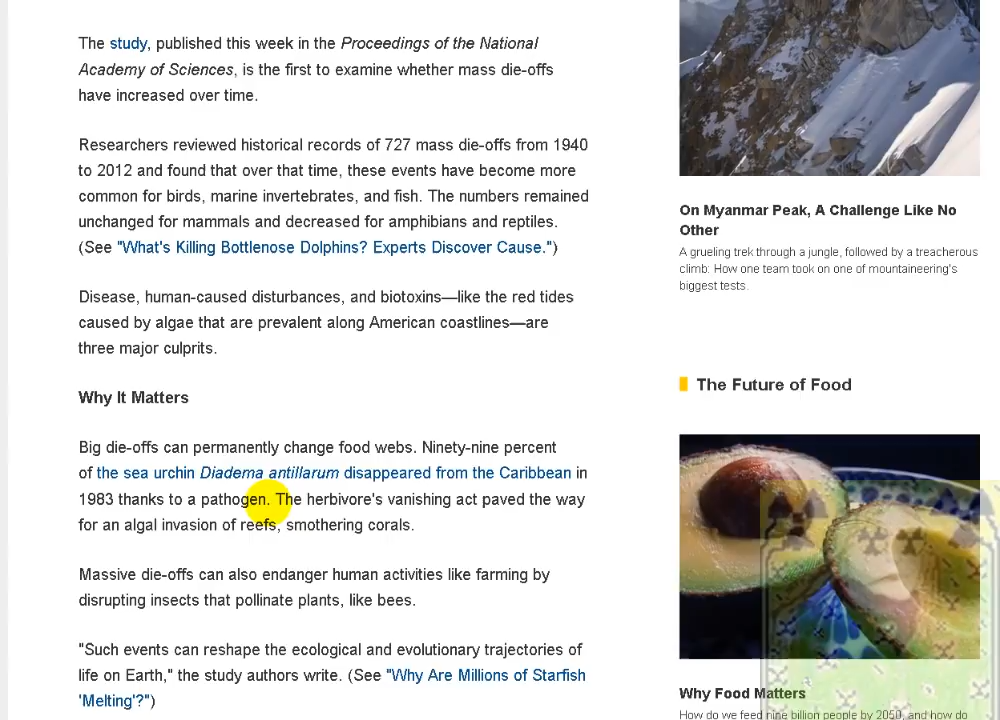 The study, published this week in the Proceedings of the National
Academy of Sciences, is the first to examine whether mass die-offs
have increased over time.
Researchers reviewed historical records of 727 mass die-offs from 1940
to 2012 and found that over that time, these events have become more
common for birds, marine invertebrates, and fish. The numbers remained
unchanged for mammals and decreased for amphibians and reptiles.
(See "What's Killing Bottlenose Dolphins? Experts Discover Cause.")
Disease, human-caused disturbances, and biotoxins—like the red tides
caused by algae that are prevalent along American coastlines—are
three major culprits.
Why It Matters
Big die-offs can permanently change food webs. Ninety-nine percent
of the sea urchin Diadema antillarum disappeared from the Caribbean in
1983 thanks to a pathogen. The herbivore's vanishing act paved the way
for an algal invasion of reefs, smothering corals.
Massive die-offs can also endanger human activities like farming by
disrupting insects that pollinate plants, like bees.
"Such events can reshape the ecological and evolutionary trajectories of
life on Earth," the study authors write. (See "Why Are Millions of Starfish
'Melting'?")
On Myanmar Peak, A Challenge Like No
Other
A grueling trek through a jungle, followed by a treacherous
climb: How one team took on one of mountaineering's
biggest tests.
The Future of Food
Why Food Matters
How do we feed nine billion people by 2050, and how do